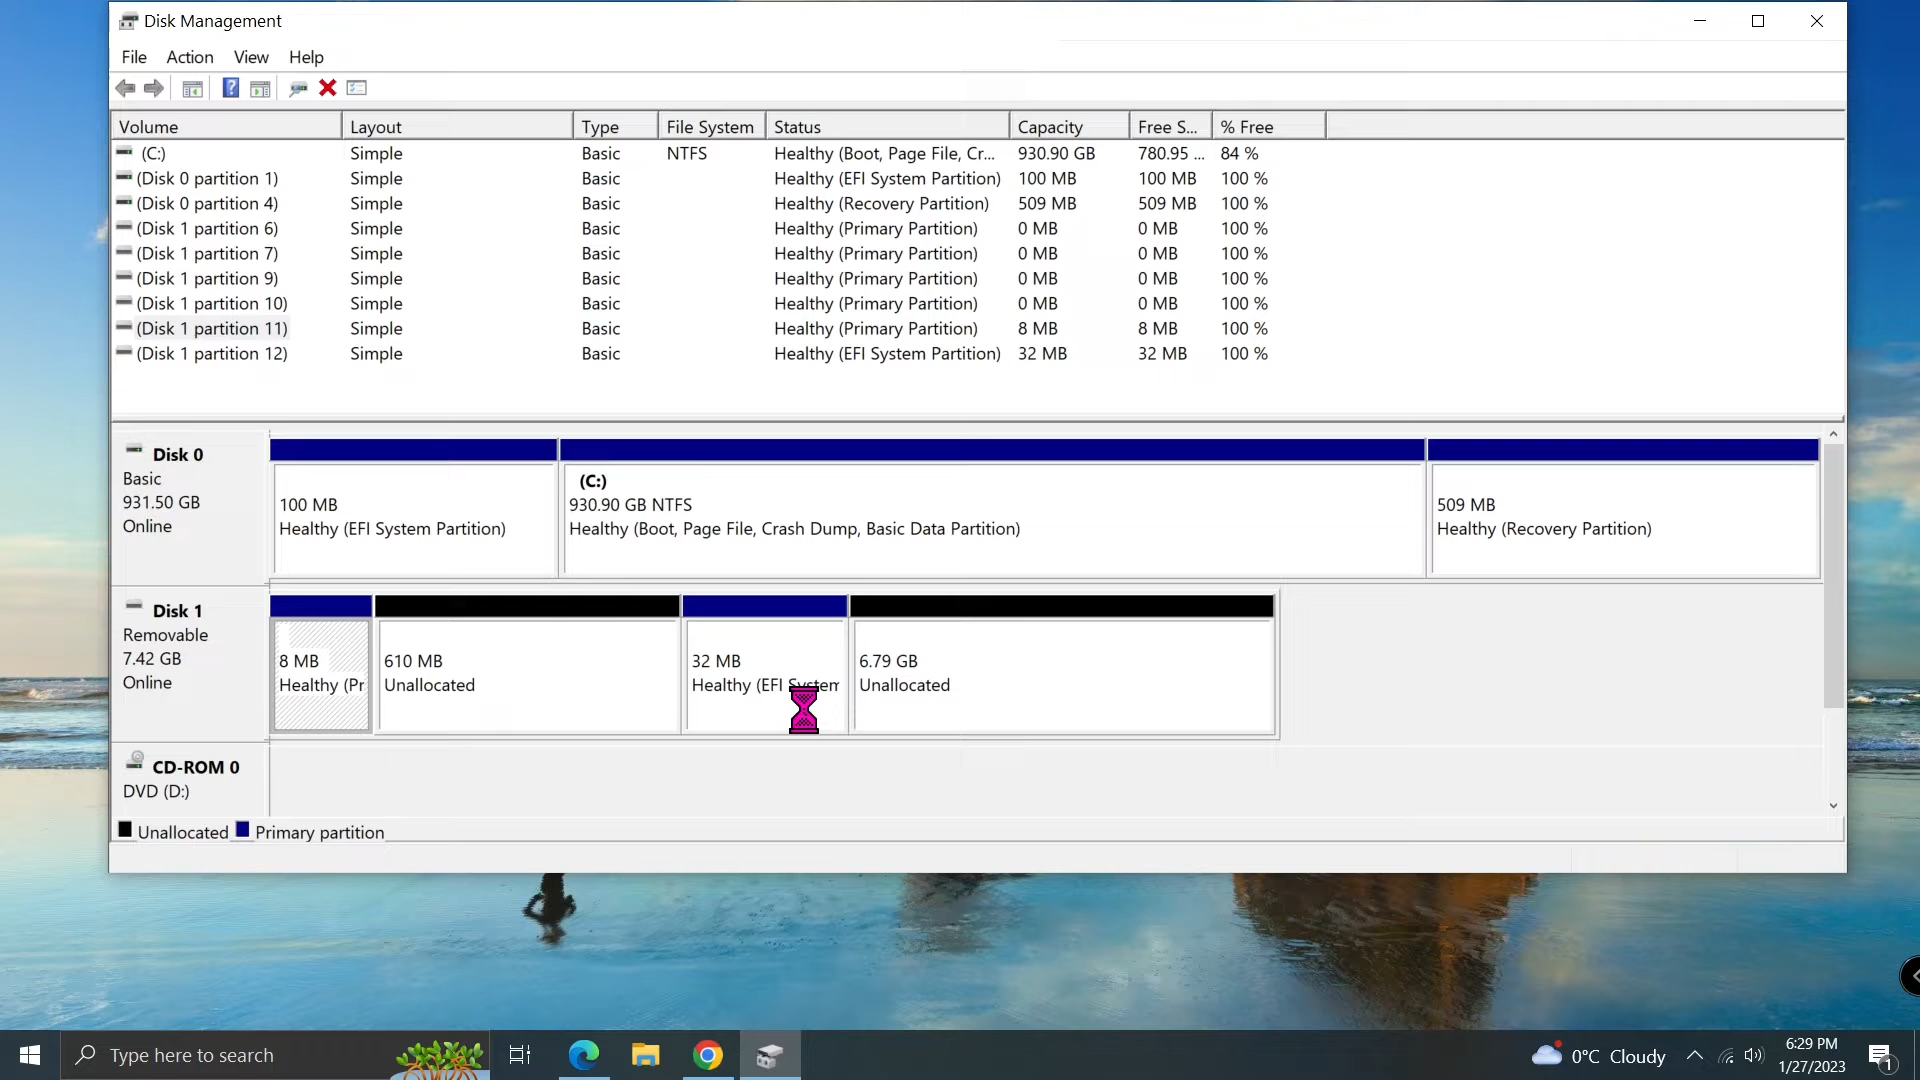 Disk Management
File Action View Help
Volume Layout Type File System Status Capacity Free S... % Free
(C:) Simple Basic NTFS Healthy (Boot, Page File, Cr... 930.90 GB 780.95 ... 84 %
(Disk 0 partition 1) Simple Basic Healthy (EFI System Partition) 100 MB 100 MB 100 %
(Disk 0 partition 4) Simple Basic Healthy (Recovery Partition) 509 MB 509 MB 100 %
(Disk 1 partition 6) Simple Basic Healthy (Primary Partition) 0 MB 0 MB 100 %
(Disk 1 partition 7) Simple Basic Healthy (Primary Partition) 0 MB 0 MB 100 %
(Disk 1 partition 9) Simple Basic Healthy (Primary Partition) 0 MB 0 MB 100 %
(Disk 1 partition 10) Simple Basic Healthy (Primary Partition) 0 MB 0 MB 100 %
(Disk 1 partition 11) Simple Basic Healthy (Primary Partition) 8 MB 8 MB 100 %
(Disk 1 partition 12) Simple Basic Healthy (EFI System Partition) 32 MB 32 MB 100 %
Disk 0
Basic
931.50 GB
Online
100 MB
Healthy (EFI System Partition)
(C:)
930.90 GB NTFS
Healthy (Boot, Page File, Crash Dump, Basic Data Partition)
509 MB
Healthy (Recovery Partition)
Disk 1
Removable
7.42 GB
Online
8 MB
Healthy (Pr
610 MB
Unallocated
32 MB
Healthy (EFI System
6.79 GB
Unallocated
CD-ROM 0
DVD (D:)
Unallocated Primary partition
Type here to search
0°C Cloudy
6:29 PM
1/27/2023
1